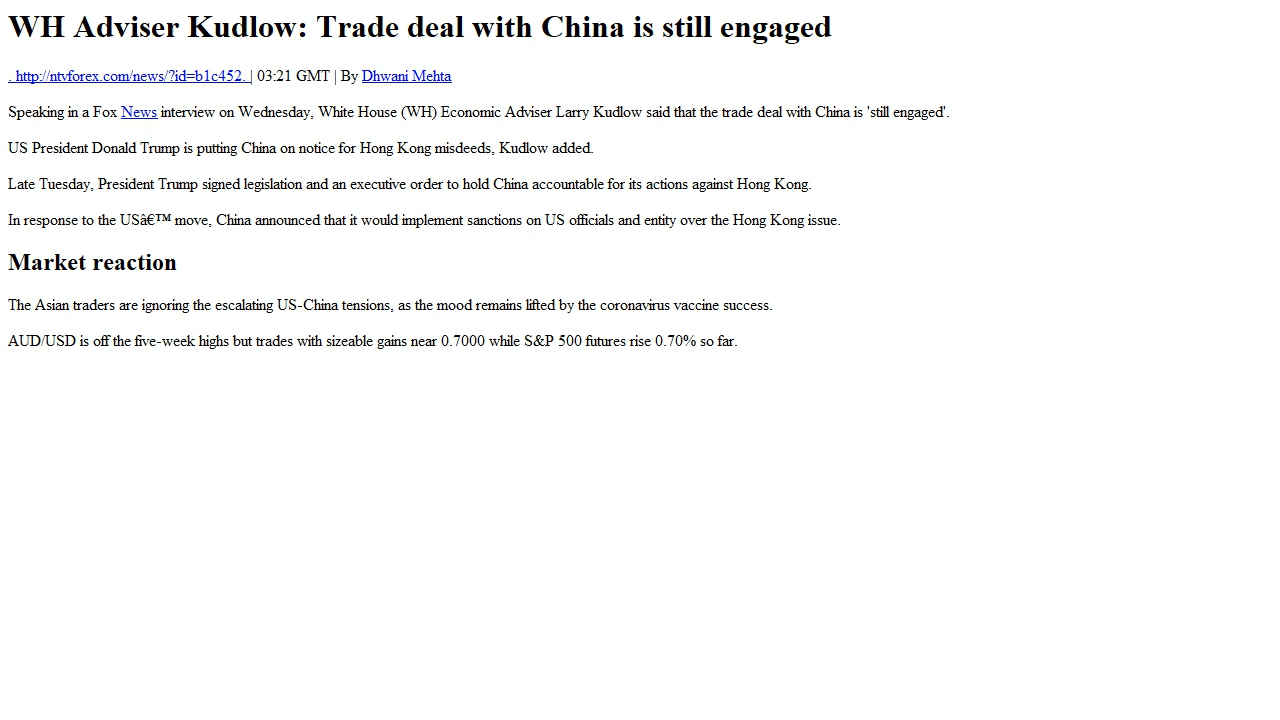 WH Adviser Kudlow: Trade deal with China is still engaged
. http://ntvforex.com/news/?id=b1c452. | 03:21 GMT | By Dhwani Mehta
Speaking in a Fox News interview on Wednesday, White House (WH) Economic Adviser Larry Kudlow said that the trade deal with China is 'still engaged'.
US President Donald Trump is putting China on notice for Hong Kong misdeeds, Kudlow added.
Late Tuesday, President Trump signed legislation and an executive order to hold China accountable for its actions against Hong Kong.
In response to the USâ€™ move, China announced that it would implement sanctions on US officials and entity over the Hong Kong issue.
Market reaction
The Asian traders are ignoring the escalating US-China tensions, as the mood remains lifted by the coronavirus vaccine success.
AUD/USD is off the five-week highs but trades with sizeable gains near 0.7000 while S&P 500 futures rise 0.70% so far.